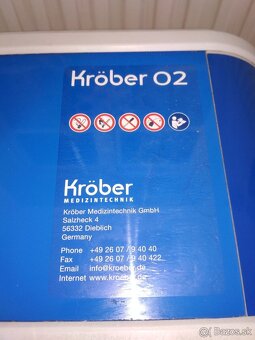 Kröber O2
Kröber
MEDIZINTECHNIK
Kröber Medizintechnik GmbH
Salzheck 4
56332 Dieblich
Germany
Phone +49 26 07 / 9 40 40
Fax +49 26 07 / 9 40 422
Email info@kroeber.de
Internet www.kroeber.de
bazos.sk